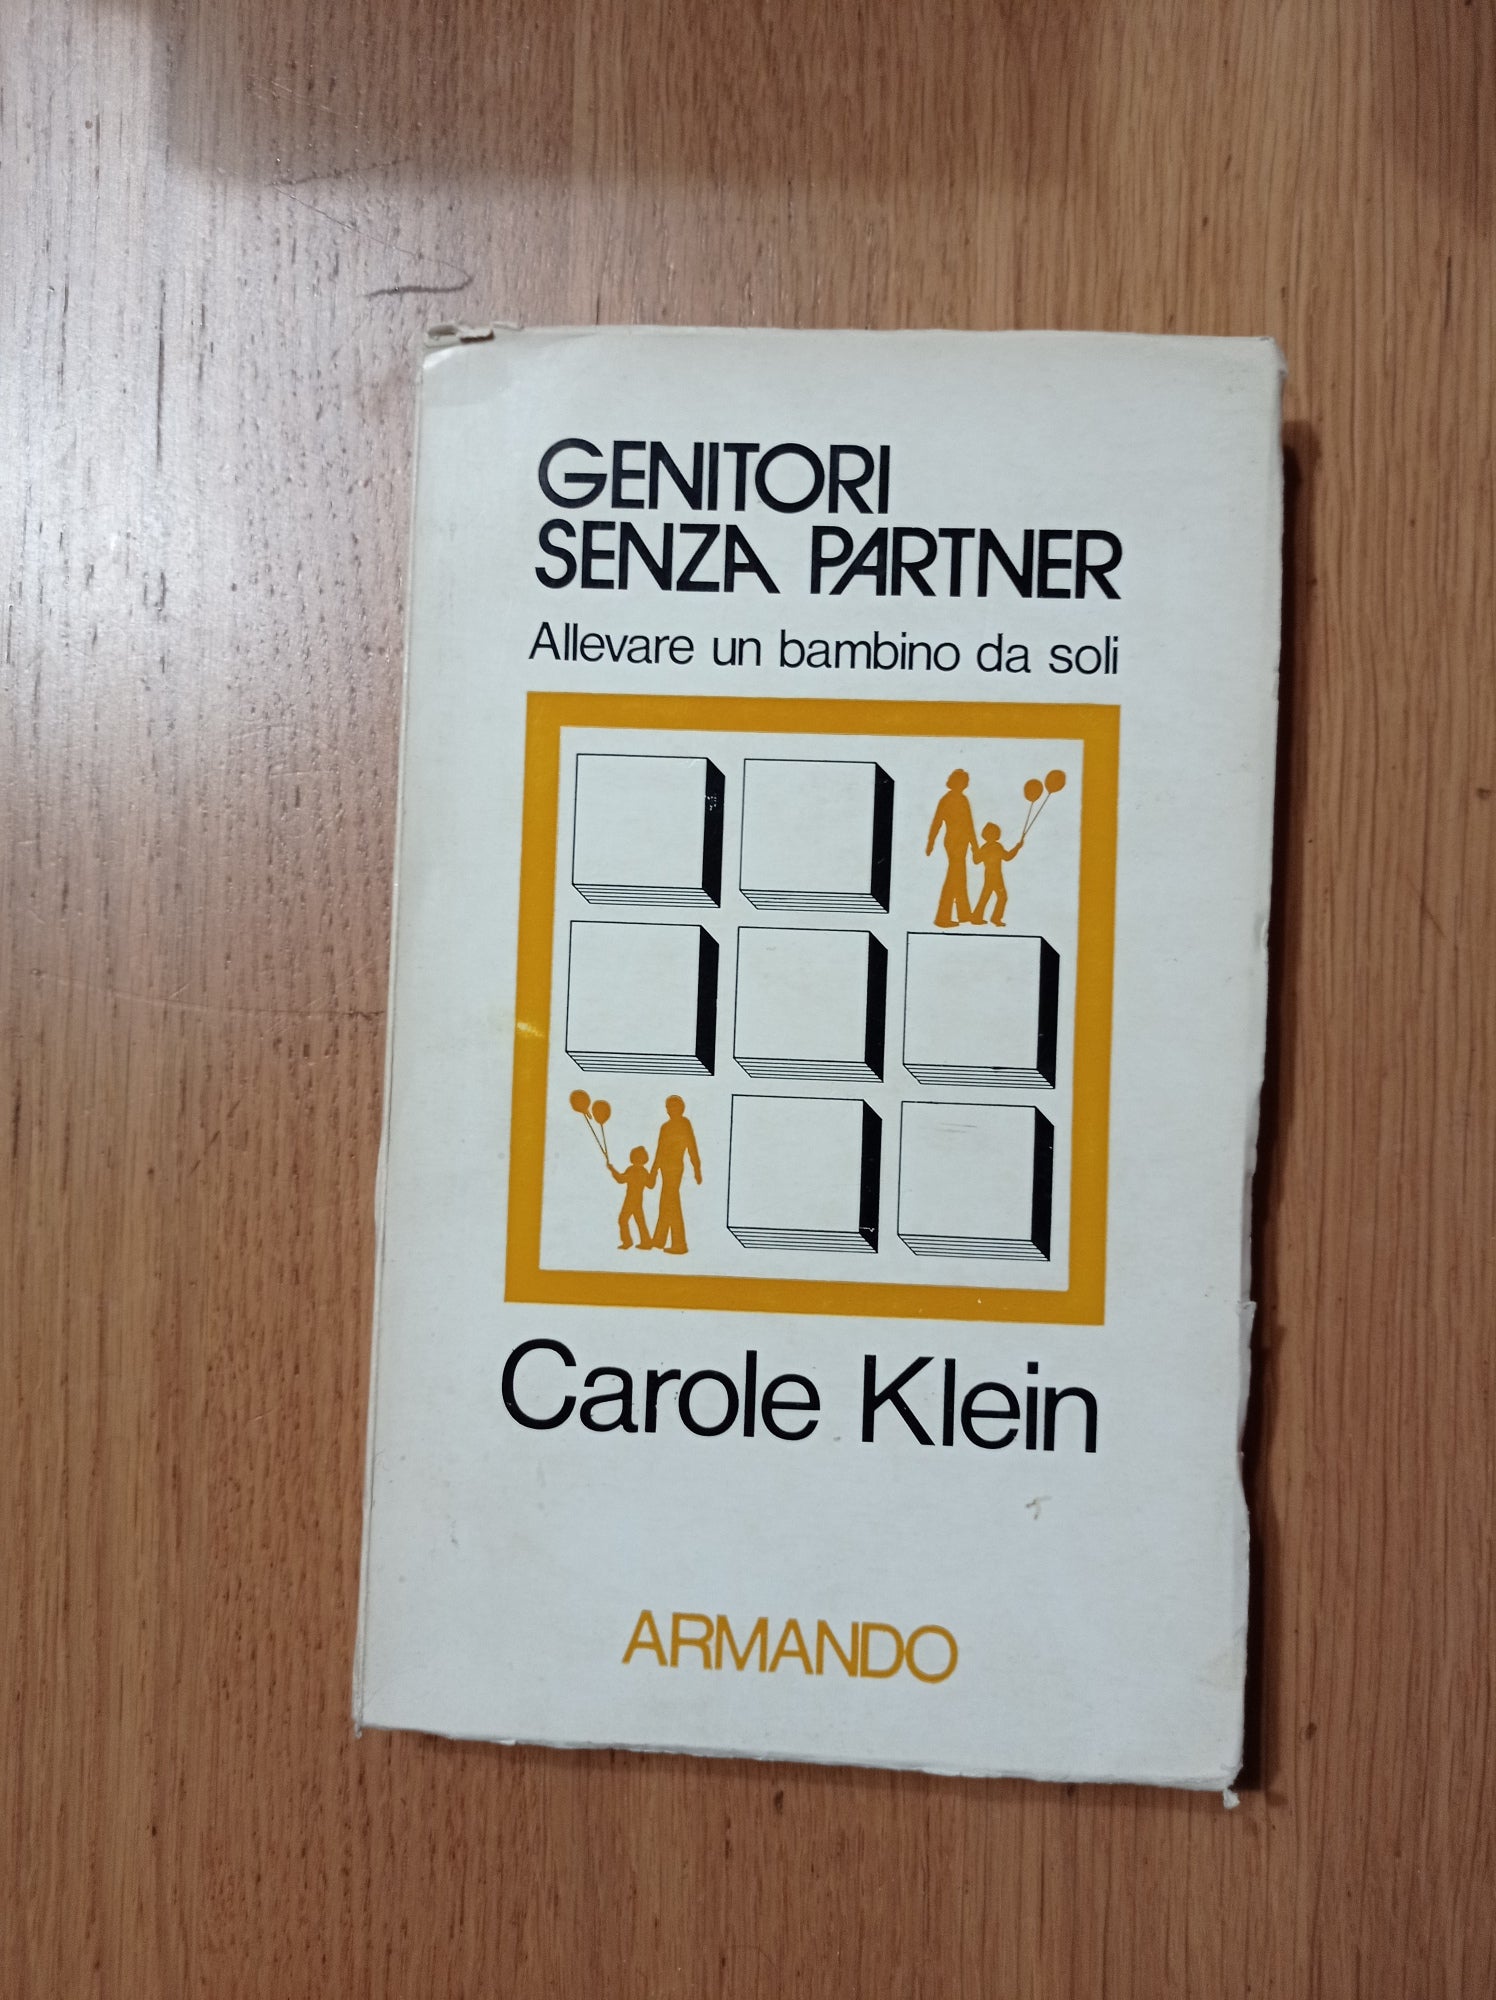 GENITORI
SENZA PARTNER
Allevare un bambino da soli
Carole Klein
ARMANDO